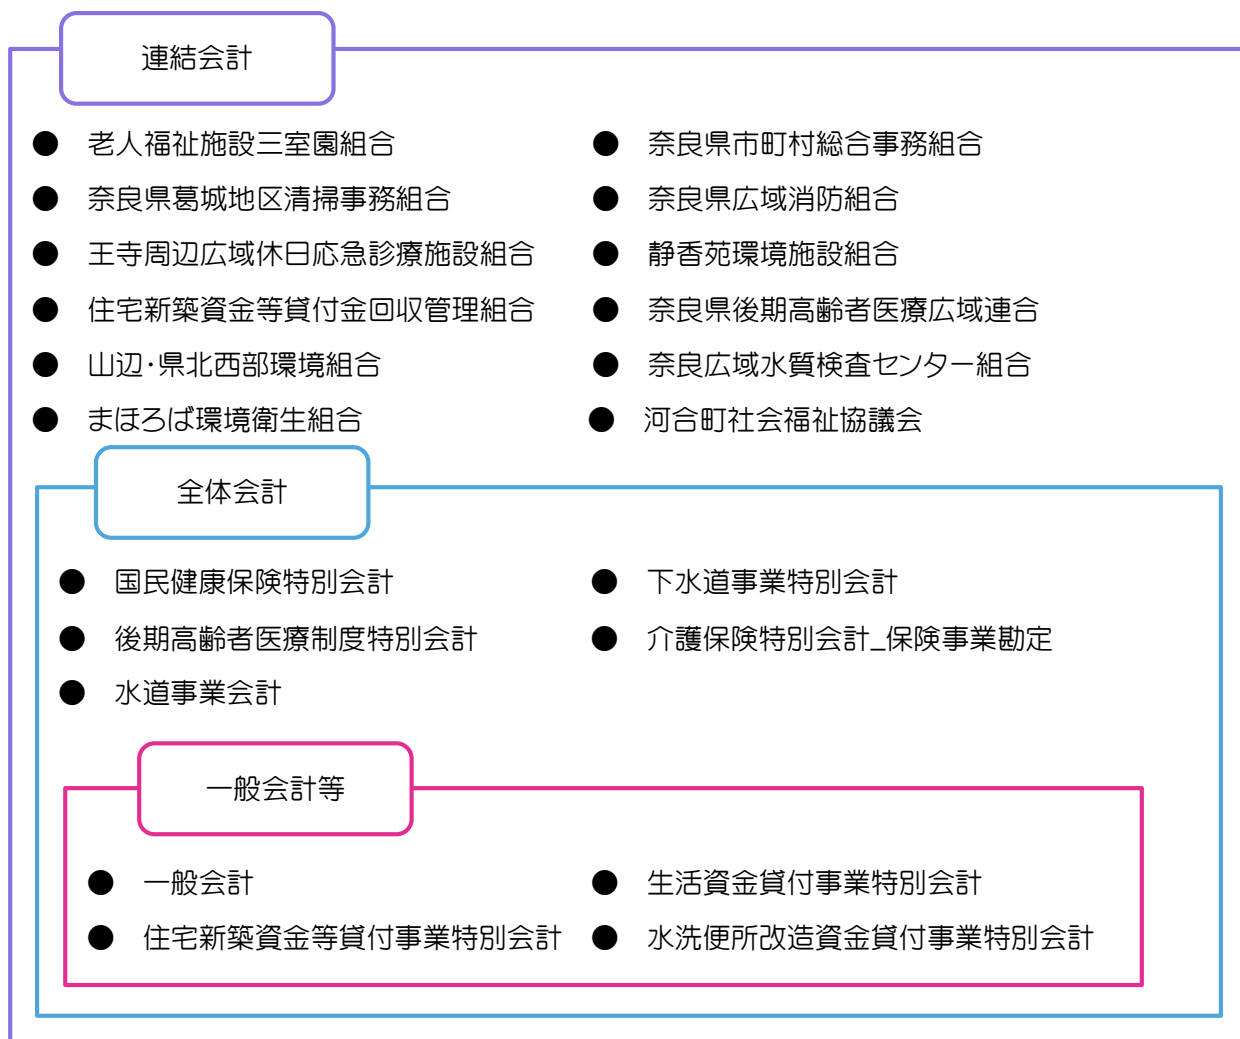 連結会計
● 老人福祉施設三室園組合
● 奈良県市町村総合事務組合
● 奈良県葛城地区清掃事務組合
● 奈良県広域消防組合
● 王寺周辺広域休日応急診療施設組合
● 静香苑環境施設組合
● 住宅新築資金等貸付金回収管理組合
● 奈良県後期高齢者医療広域連合
● 山辺・県北西部環境組合
● 奈良広域水質検査センター組合
● まほろば環境衛生組合
● 河合町社会福祉協議会
全体会計
● 国民健康保険特別会計
● 下水道事業特別会計
● 後期高齢者医療制度特別会計
● 介護保険特別会計_保険事業勘定
● 水道事業会計
一般会計等
● 一般会計
● 生活資金貸付事業特別会計
● 住宅新築資金等貸付事業特別会計
● 水洗便所改造資金貸付事業特別会計